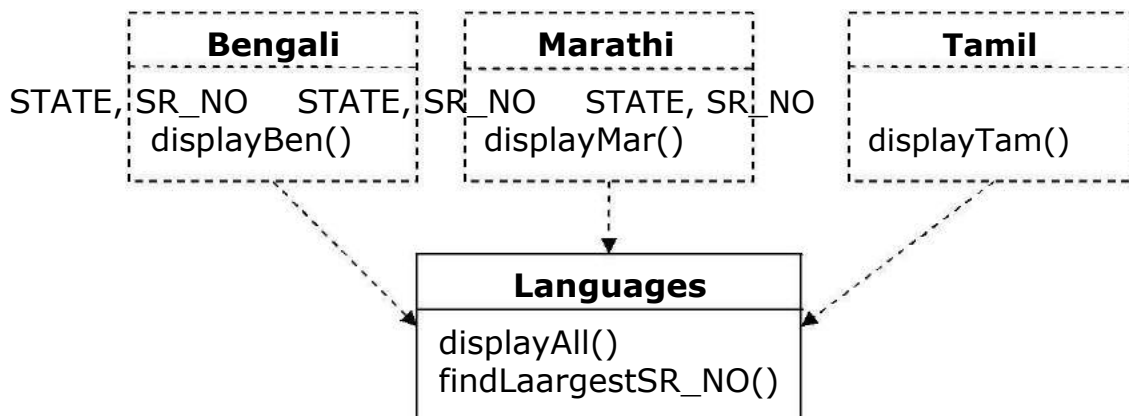 Bengali Marathi Tamil
STATE, SR_NO STATE, SR_NO STATE, SR_NO
displayBen() displayMar() displayTam()
Languages
displayAll()
findLaargestSR_NO()